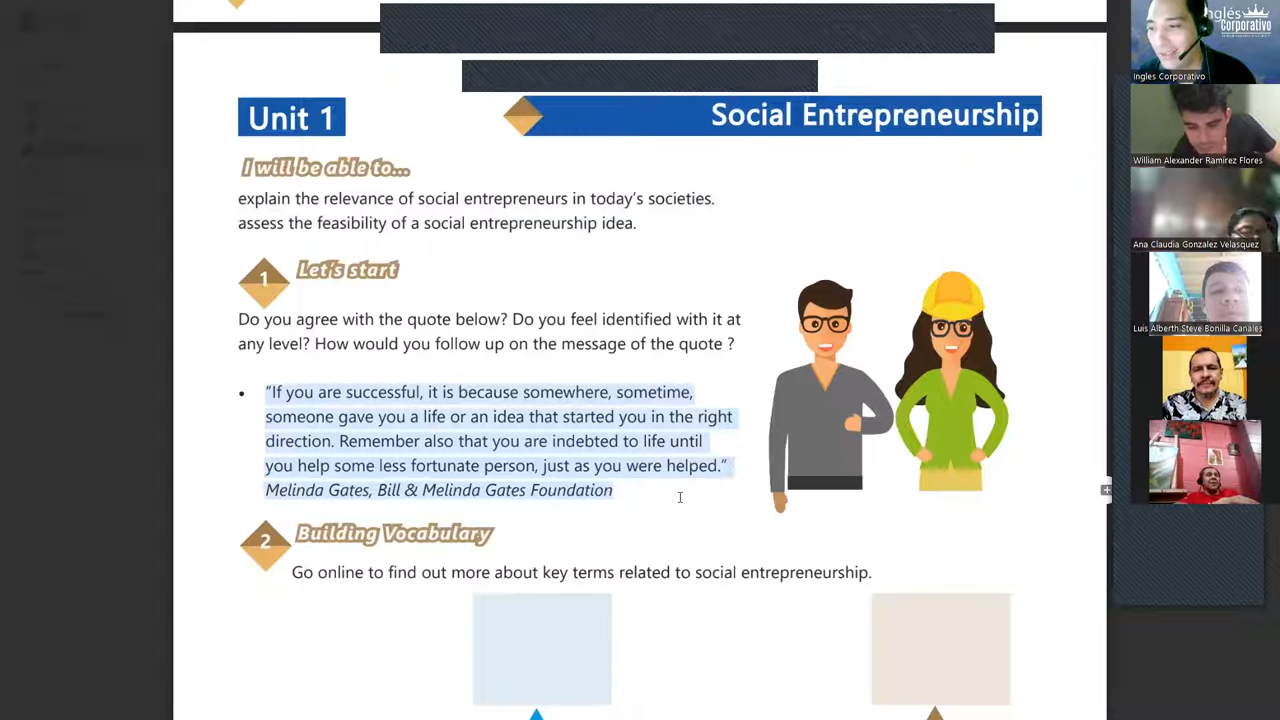 Unit 1
Social Entrepreneurship
I will be able to...
explain the relevance of social entrepreneurs in today's societies.
assess the feasibility of a social entrepreneurship idea.
1
Let's start
Do you agree with the quote below? Do you feel identified with it at
any level? How would you follow up on the message of the quote ?
• "If you are successful, it is because somewhere, sometime,
someone gave you a life or an idea that started you in the right
direction. Remember also that you are indebted to life until
you help some less fortunate person, just as you were helped."
Melinda Gates, Bill & Melinda Gates Foundation
2
Building Vocabulary
Go online to find out more about key terms related to social entrepreneurship.
Inglés
Corporativo
Ingles Corporativo
William Alexander Ramirez Flores
Ana Claudia Gonzalez Velasquez
Luis Alberth Steve Bonilla Canales